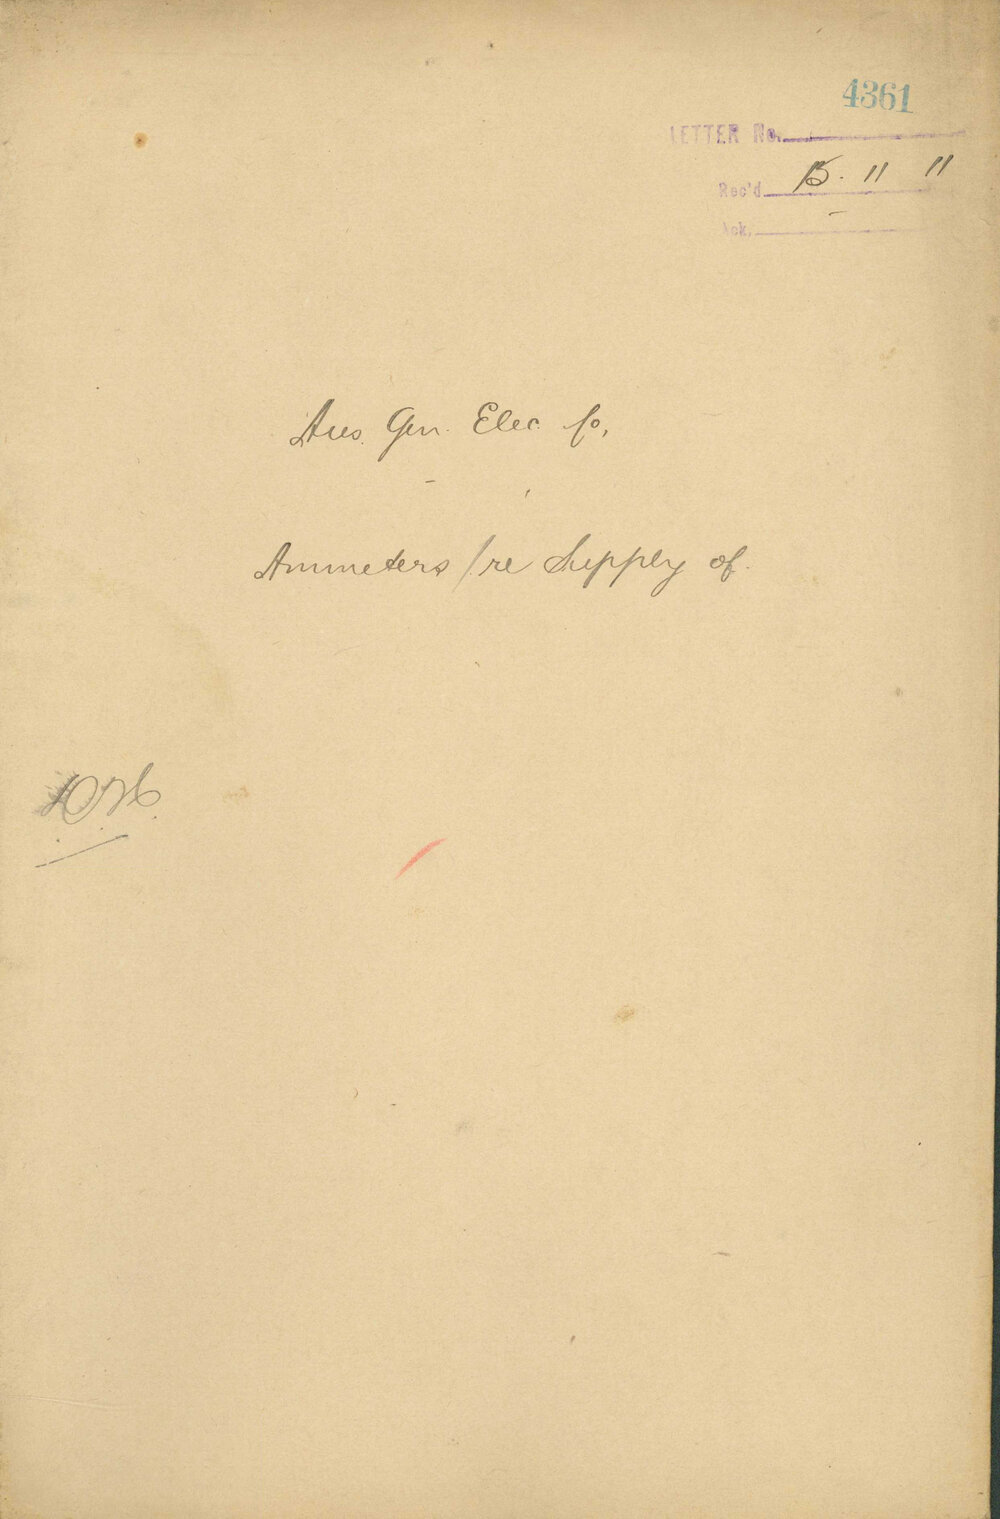 4361
LETTER No.
Rec'd 15. 11 11
Ack.
Aus. Gen. Elec. Co,
Ammeters /re Supply of.